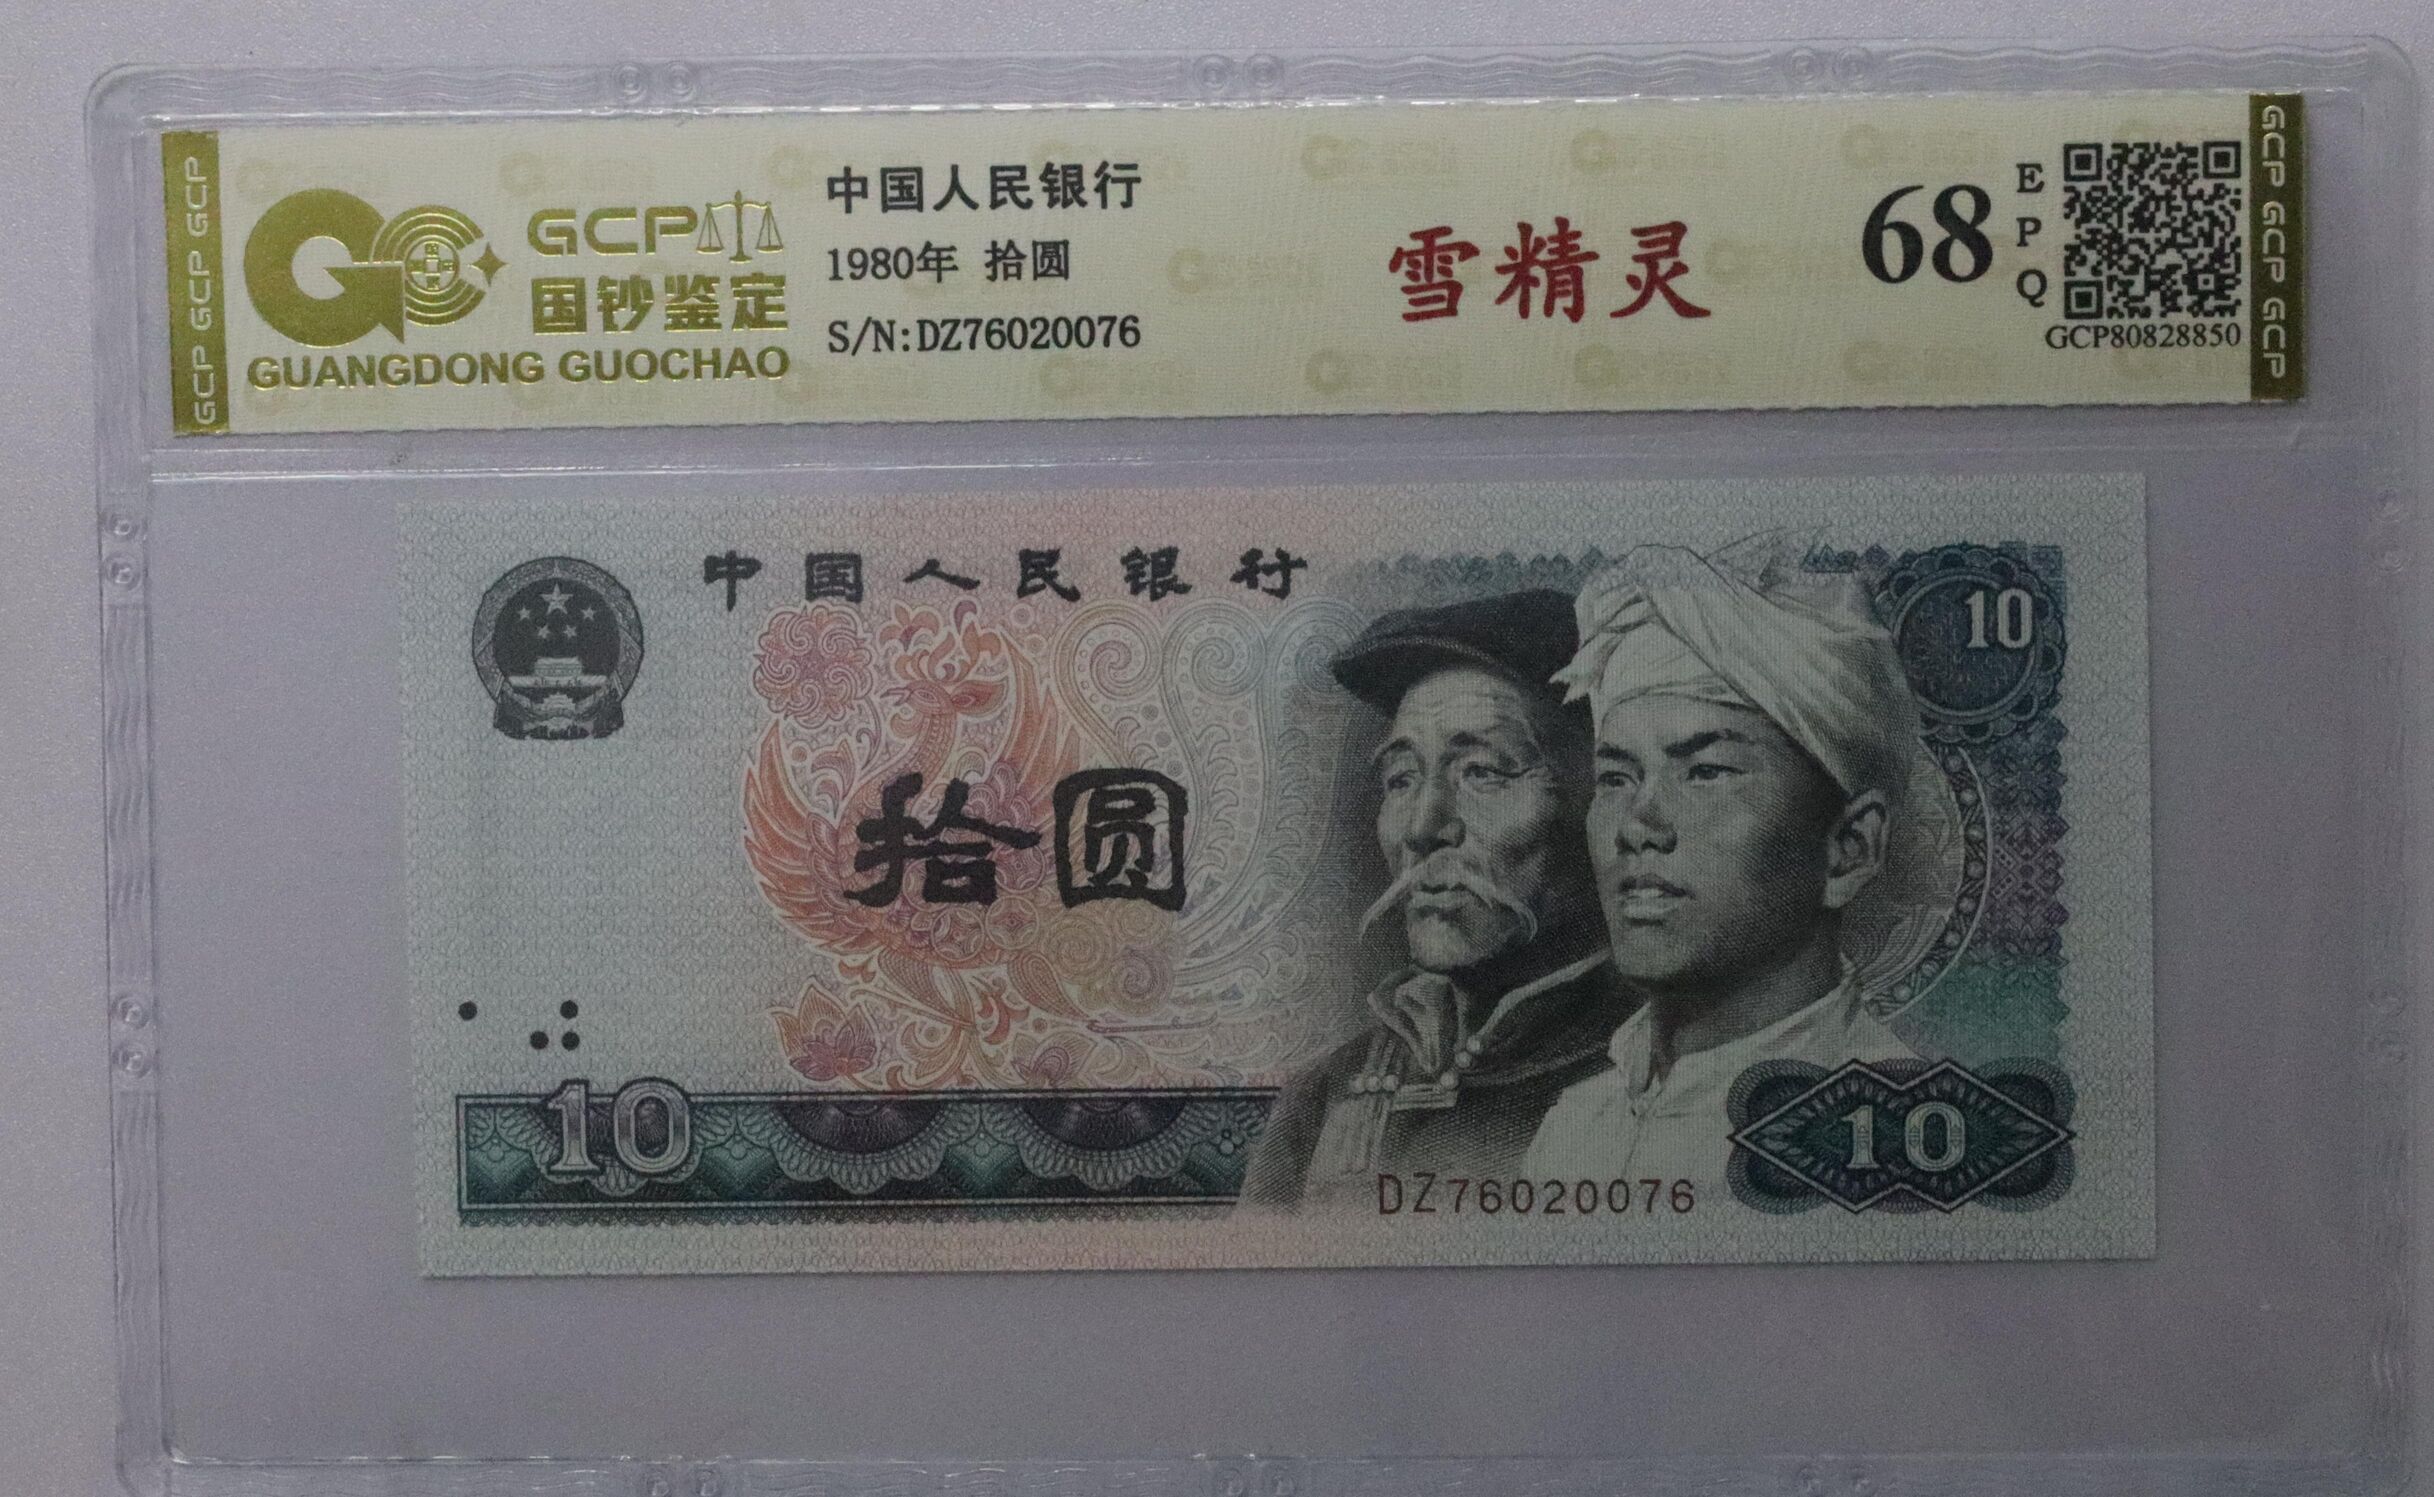 GCP GCP GCP
GCP
国钞鉴定
GUANGDONG GUOCHAO
中国人民银行
1980年 拾圆
S/N:DZ76020076
雪精灵
68
EPQ
GCP80828850
GCP GCP GCP
中国人民银行
10
拾圆
10
10
DZ76020076